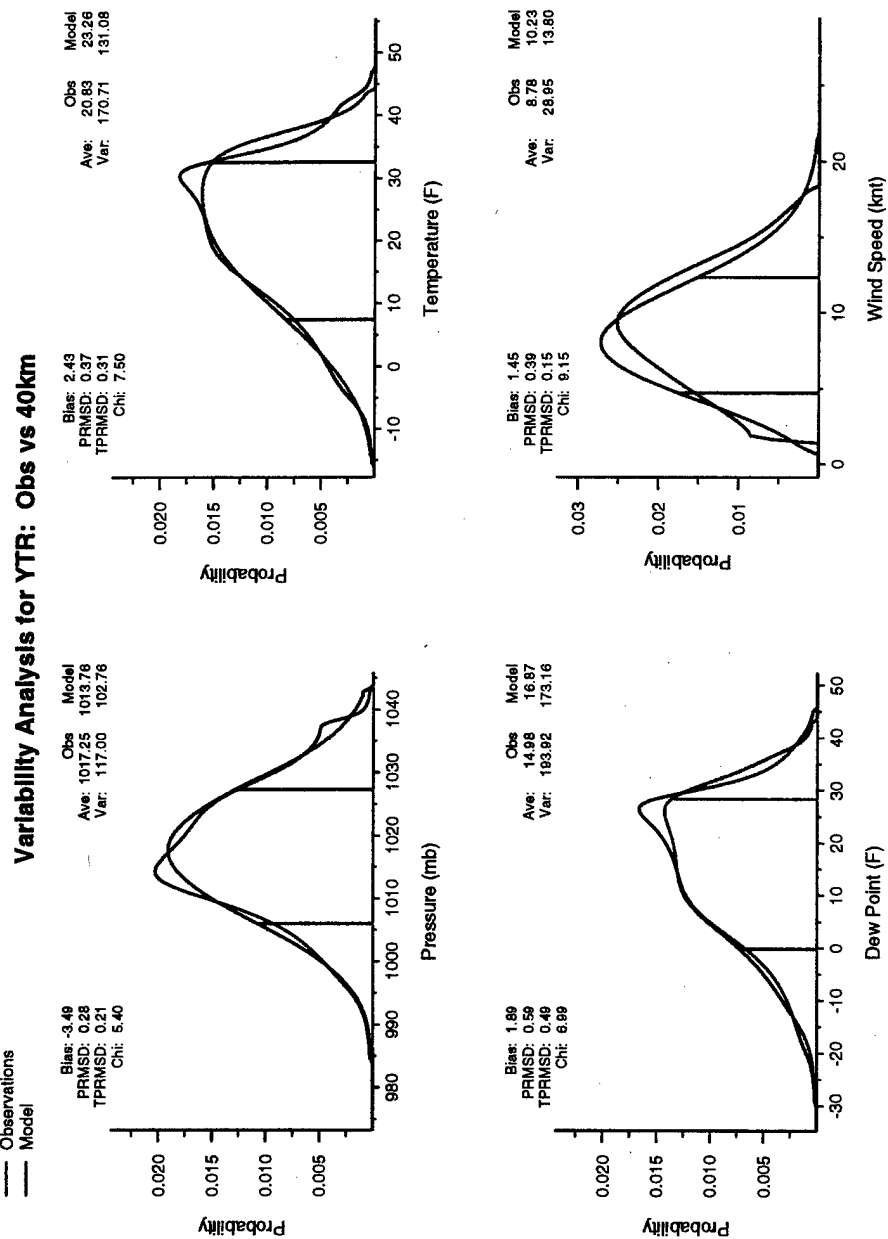 Observations
Model
Variability Analysis for YTR: Obs vs 40km
Bias: -3.49
PRMSD: 0.28
TPRMSD: 0.21
Chi: 5.40
Obs Model
Ave: 1017.25 1013.76
Var: 117.00 102.76
Probability
0.020
0.015
0.010
0.005
980 990 1000 1010 1020 1030 1040
Pressure (mb)
Bias: 2.43
PRMSD: 0.37
TPRMSD: 0.31
Chi: 7.50
Obs Model
Ave: 20.83 23.26
Var: 170.71 131.08
Probability
0.020
0.015
0.010
0.005
-10 0 10 20 30 40 50
Temperature (F)
Bias: 1.89
PRMSD: 0.59
TPRMSD: 0.49
Chi: 6.99
Obs Model
Ave: 14.98 16.87
Var: 193.92 173.16
Probability
0.020
0.015
0.010
0.005
-30 -20 -10 0 10 20 30 40 50
Dew Point (F)
Bias: 1.45
PRMSD: 0.39
TPRMSD: 0.15
Chi: 9.15
Obs Model
Ave: 8.78 10.23
Var: 28.95 13.80
Probability
0.03
0.02
0.01
0 10 20
Wind Speed (knt)